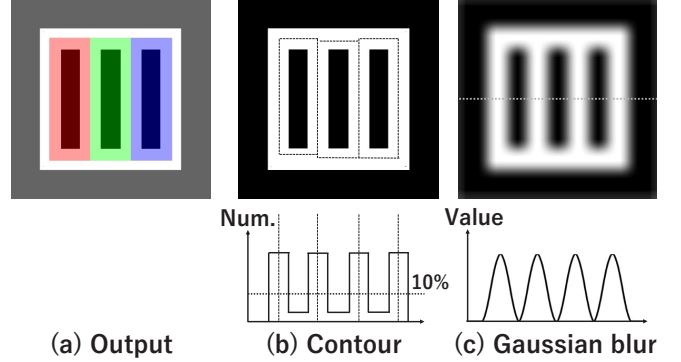 Num.
Value
10%
(a) Output
(b) Contour
(c) Gaussian blur